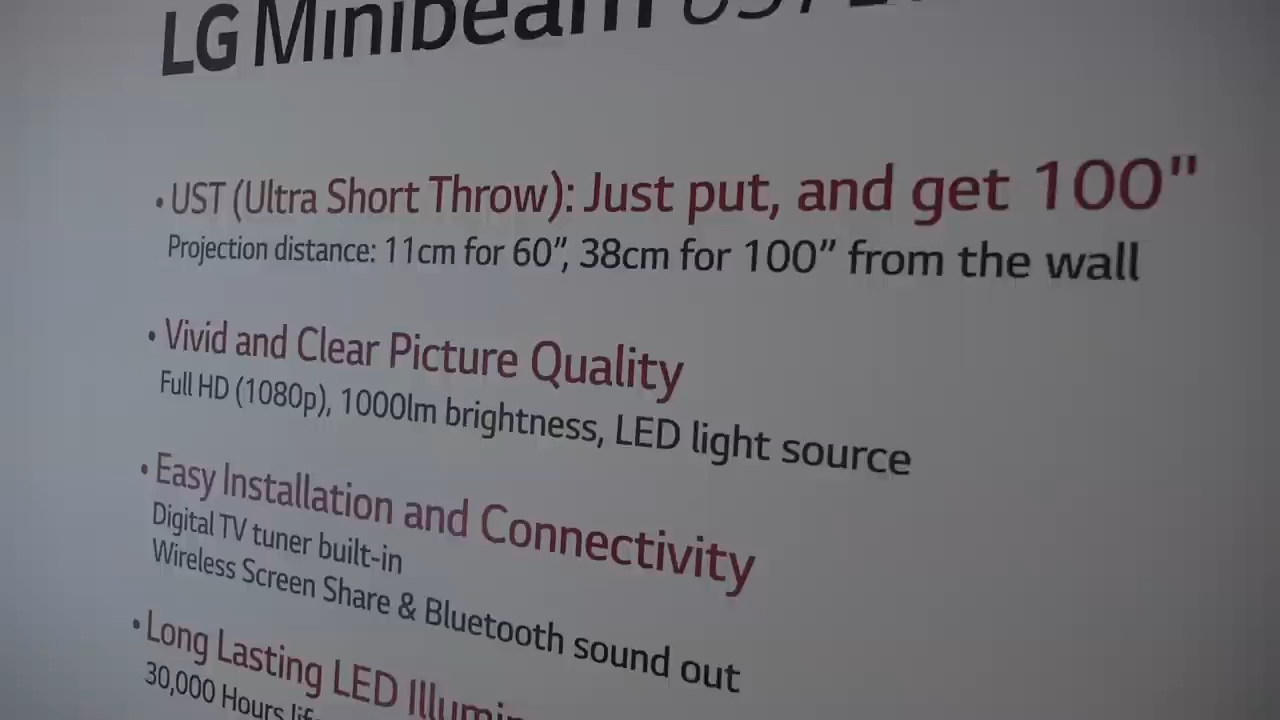 LG Minibeam UST
• UST (Ultra Short Throw): Just put, and get 100"
Projection distance: 11cm for 60”, 38cm for 100” from the wall
• Vivid and Clear Picture Quality
Full HD (1080p), 1000lm brightness, LED light source
• Easy Installation and Connectivity
Digital TV tuner built-in
Wireless Screen Share & Bluetooth sound out
• Long Lasting LED
30,000 Hours